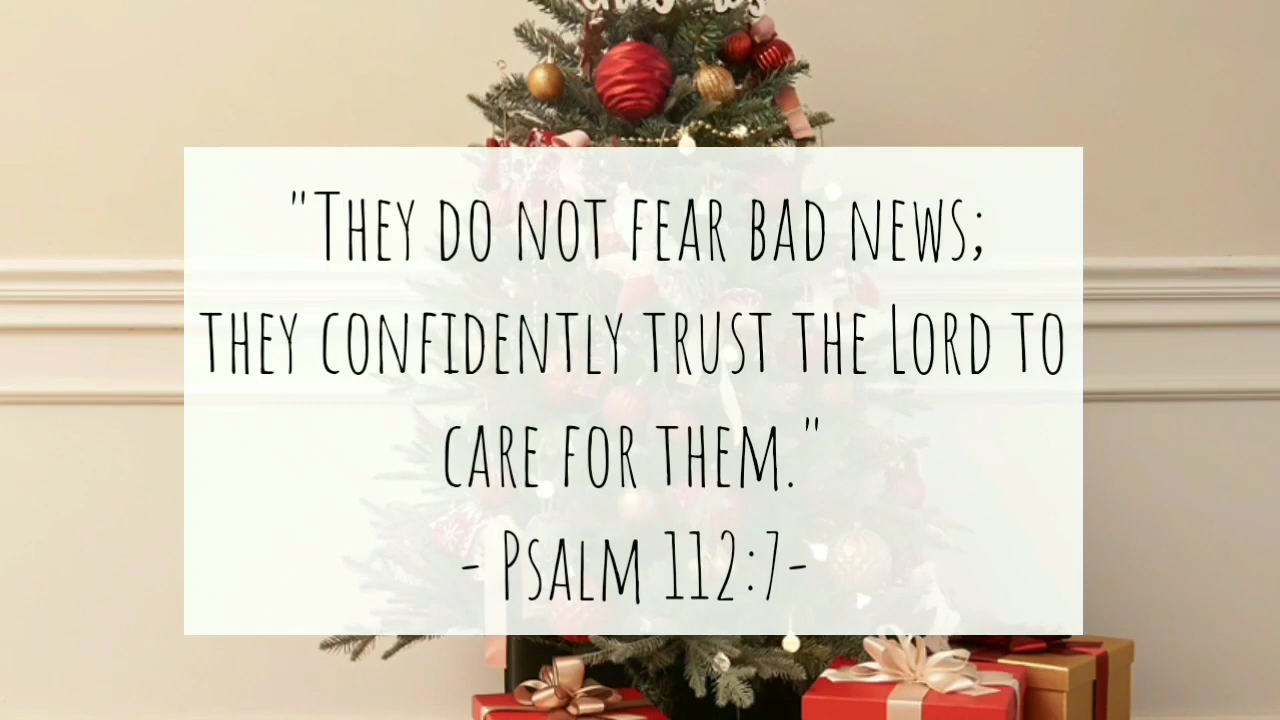 "They do not fear bad news;
they confidently trust the Lord to
care for them."
- Psalm 112:7-